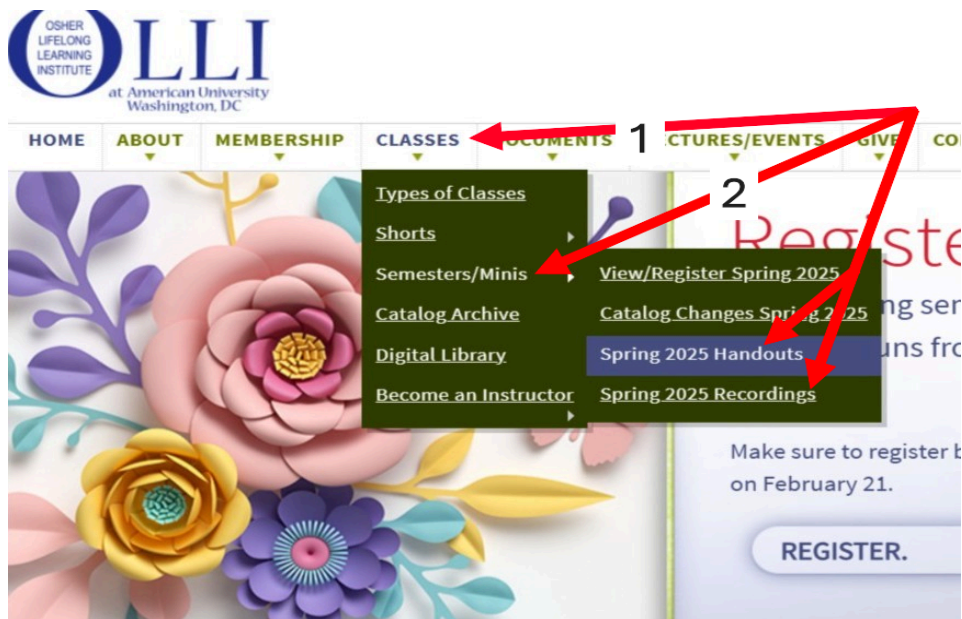 OSHER
LIFELONG
LEARNING
INSTITUTE
OLLI
at American University
Washington, DC
HOME ABOUT MEMBERSHIP CLASSES 1 EVENTS GIVE
2
Types of Classes
Shorts
Semesters/Minis View/Register Spring 2025
Catalog Archive Catalog Changes Spring 2025
Digital Library Spring 2025 Handouts
Become an Instructor Spring 2025 Recordings
Make sure to register
on February 21.
REGISTER.